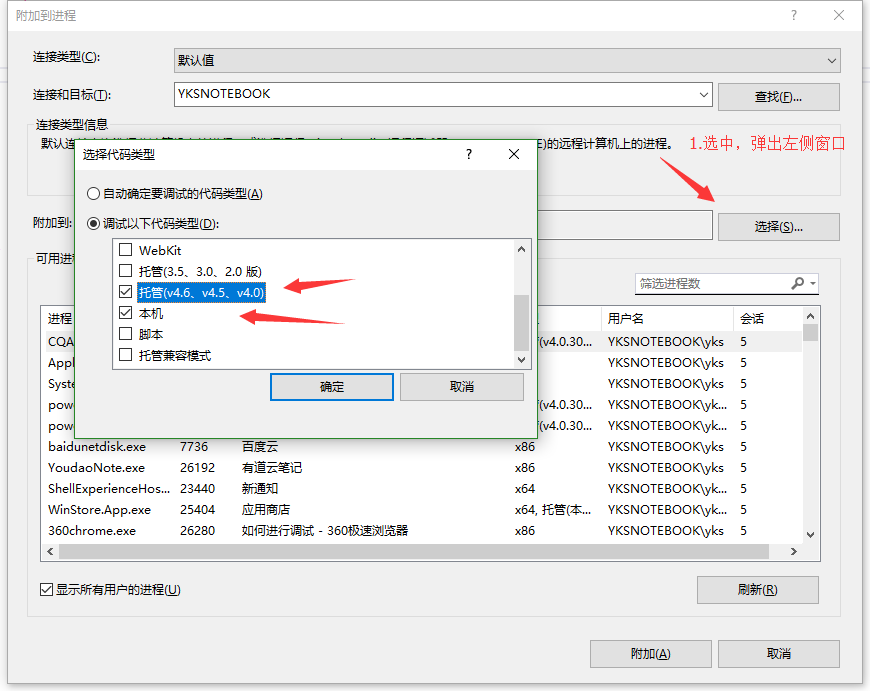 附加到进程
连接类型(C):
默认值
连接和目标(T):
YKSNOTEBOOK
查找(F)...
连接类型信息
默认连
E)的远程计算机上的进程。
1.选中，弹出左侧窗口
选择代码类型
自动确定要调试的代码类型(A)
调试以下代码类型(D):
WebKit
托管(3.5、3.0、2.0 版)
托管(v4.6、v4.5、v4.0)
本机
脚本
托管兼容模式
确定
取消
附加到:
选择(S)...
可用进程
筛选进程数
进程
用户名
会话
CQA
(v4.0.30...
YKSNOTEBOOK\yks
5
Appl
YKSNOTEBOOK\yks
5
Syste
YKSNOTEBOOK\yks
5
pow
(v4.0.30...
YKSNOTEBOOK\yk...
5
pow
(v4.0.30...
YKSNOTEBOOK\yk...
5
baidunetdisk.exe 7736 百度云 x86 YKSNOTEBOOK\yks 5
YoudaoNote.exe 26192 有道云笔记 x86 YKSNOTEBOOK\yks 5
ShellExperienceHos... 23440 新通知 x64 YKSNOTEBOOK\yks 5
WinStore.App.exe 25404 应用商店 x64, 托管(本... YKSNOTEBOOK\yk... 5
360chrome.exe 26280 如何进行调试 - 360极速浏览器 x86 YKSNOTEBOOK\yks 5
显示所有用户的进程(U)
刷新(R)
附加(A)
取消